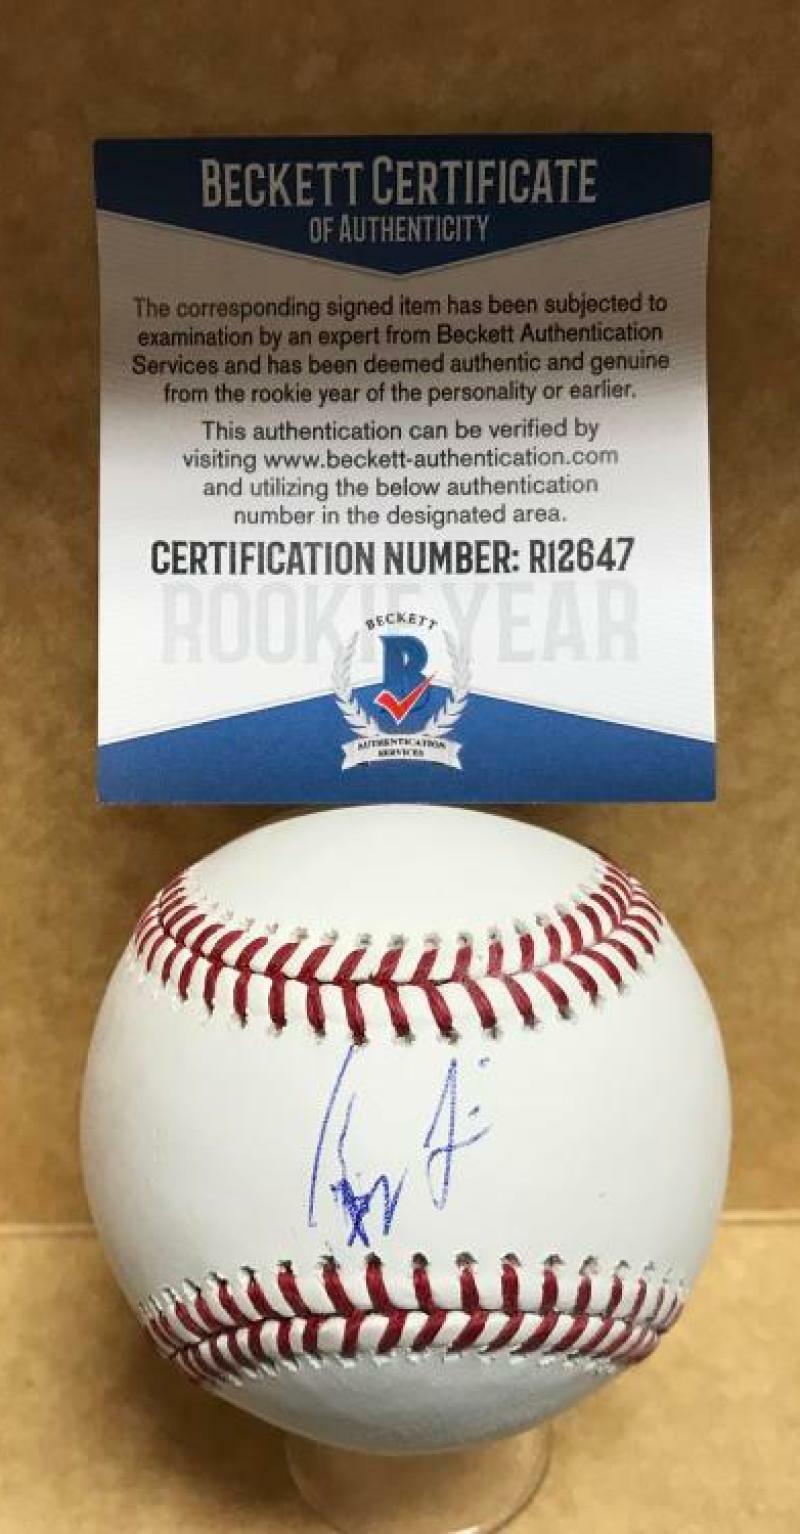 BECKETT CERTIFICATE
OF AUTHENTICITY
The corresponding signed item has been subjected to
examination by an expert from Beckett Authentication
Services and has been deemed authentic and genuine
from the rookie year of the personality or earlier.
This authentication can be verified by
visiting www.beckett-authentication.com
and utilizing the below authentication
number in the designated area.
CERTIFICATION NUMBER: R12647
ROOKIE YEAR
BECKETT
B
AUTHENTICATION
SERVICES